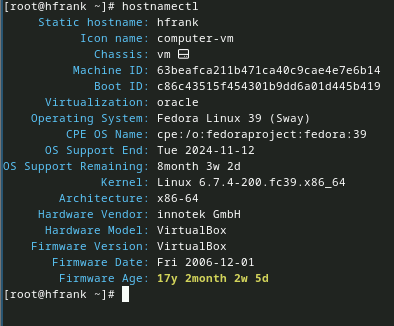 [root@hfrank ~]# hostnamectl
Static hostname: hfrank
Icon name: computer-vm
Chassis: vm 🖴
Machine ID: 63beafca211b471ca40c9cae4e7e6b14
Boot ID: c86c43515f454301b9dd6a01d445b419
Virtualization: oracle
Operating System: Fedora Linux 39 (Sway)
CPE OS Name: cpe:/o:fedoraproject:fedora:39
OS Support End: Tue 2024-11-12
OS Support Remaining: 8month 3w 2d
Kernel: Linux 6.7.4-200.fc39.x86_64
Architecture: x86-64
Hardware Vendor: innotek GmbH
Hardware Model: VirtualBox
Firmware Version: VirtualBox
Firmware Date: Fri 2006-12-01
Firmware Age: 17y 2month 2w 5d
[root@hfrank ~]#